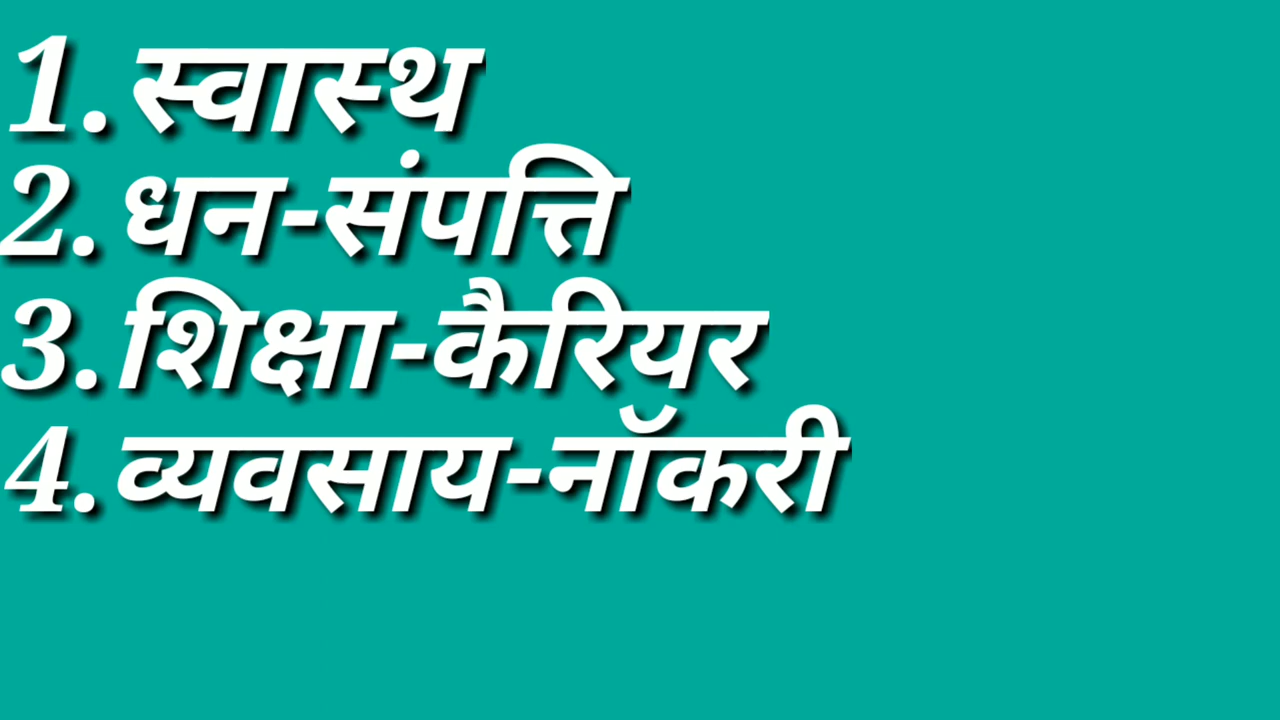 1.स्वास्थ
2.धन-संपत्ति
3.शिक्षा-कैरियर
4.व्यवसाय-नॉकरी